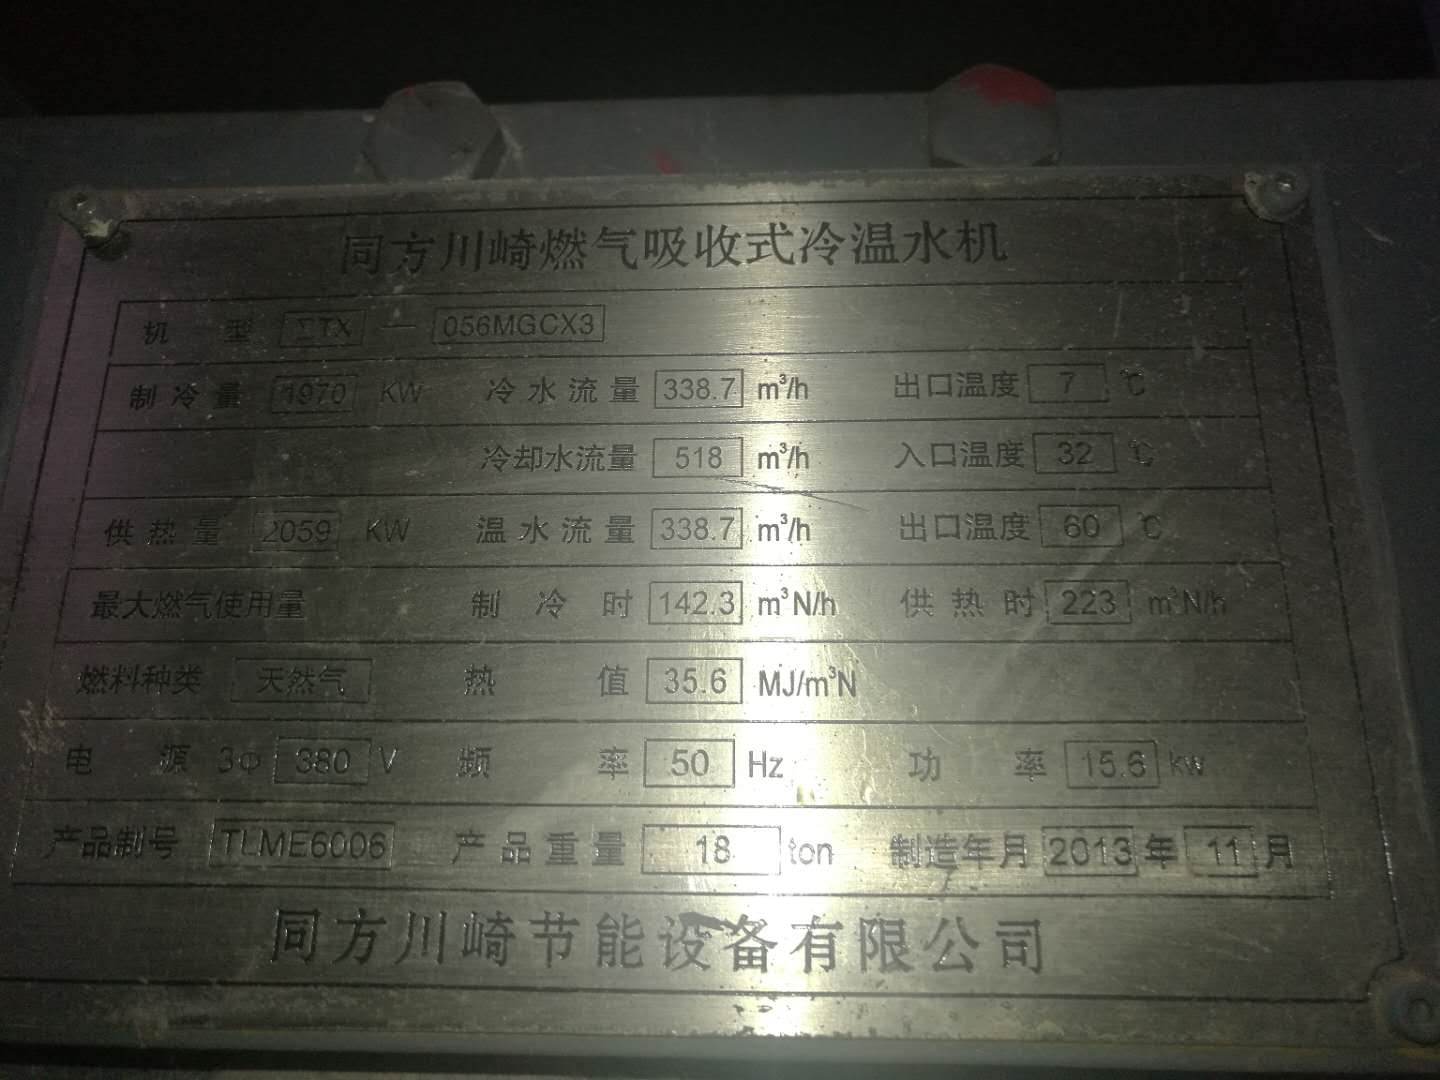 同方川崎燃气吸收式冷温水机
机 型 ΣTX — 056MGCX3
制冷量 1970 KW 冷水流量 338.7 m³/h 出口温度 7 ℃
冷却水流量 518 m³/h 入口温度 32 ℃
供热量 2059 KW 温水流量 338.7 m³/h 出口温度 60 ℃
最大燃气使用量 制冷时 142.3 m³N/h 供热时 223 m³N/h
燃料种类 天然气 热值 35.6 MJ/m³N
电源 3Φ 380 V 频率 50 Hz 功率 15.6 kw
产品制号 TLME6006 产品重量 18 ton 制造年月 2013 年 11 月
同方川崎节能设备有限公司